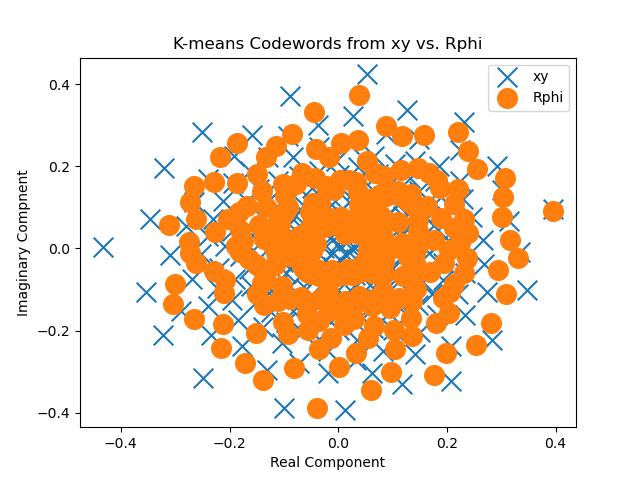 K-means Codewords from xy vs. Rphi
xy
Rphi
Imaginary Compnent
0.4
0.2
0.0
−0.2
−0.4
−0.4
−0.2
0.0
0.2
0.4
Real Component